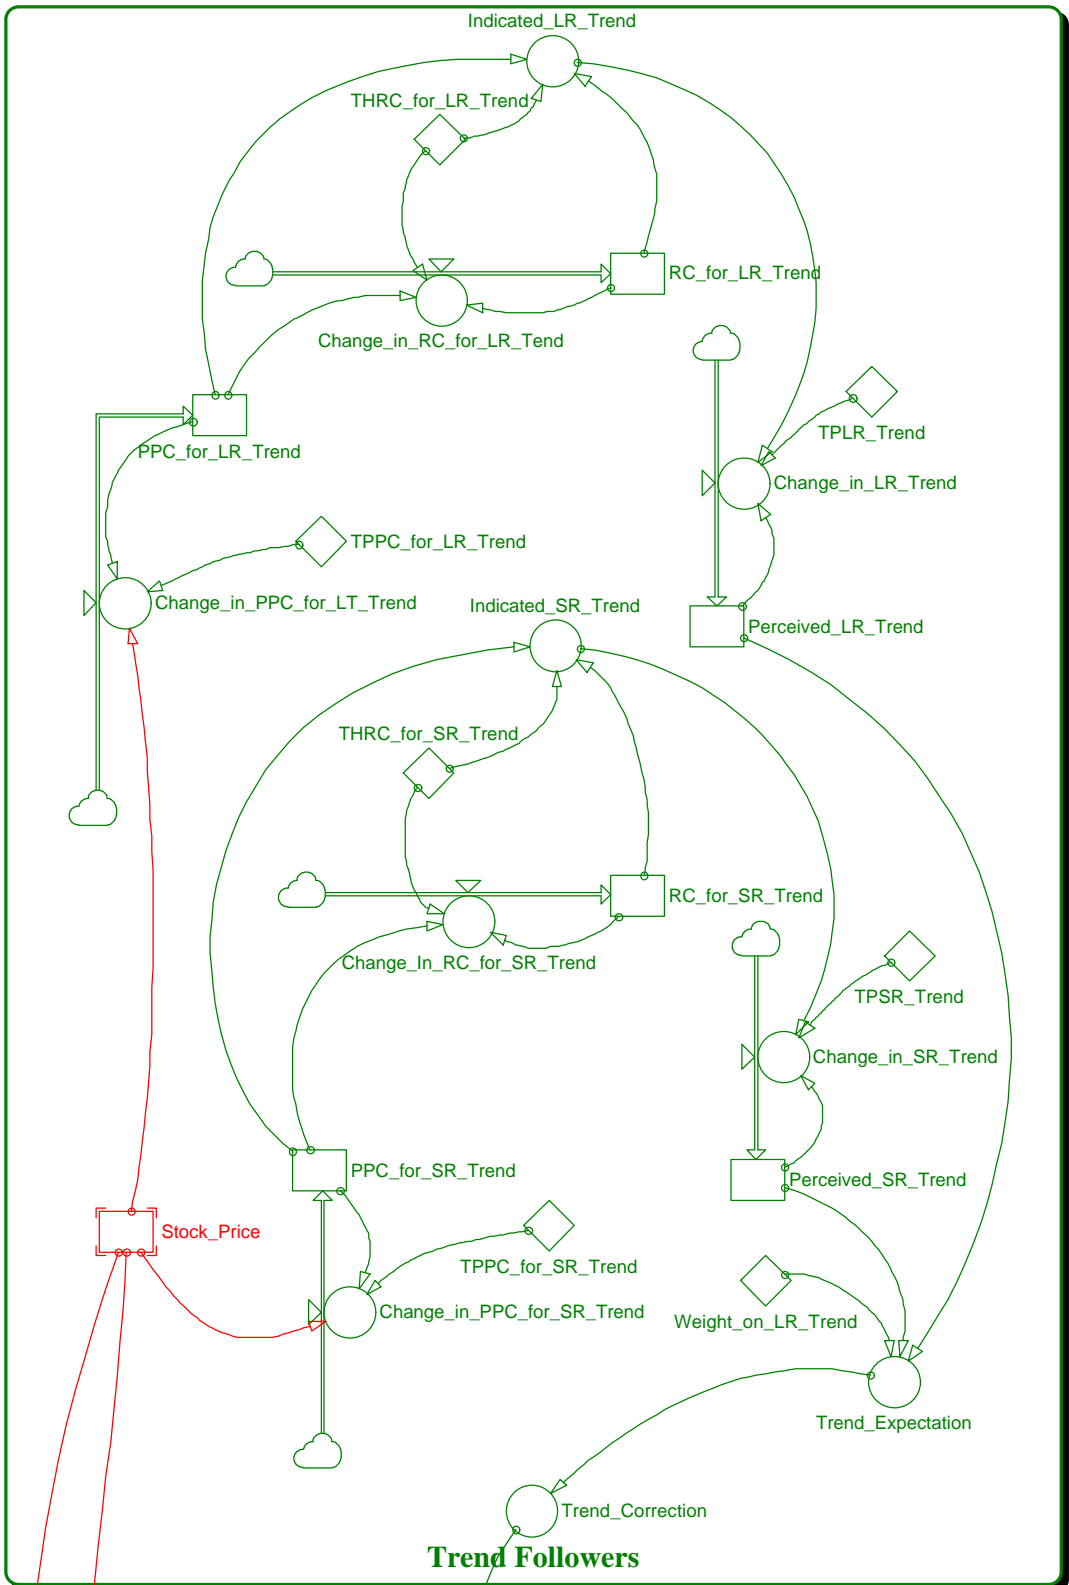 Indicated_LR_Trend
THRC_for_LR_Trend
RC_for_LR_Trend
Change_in_RC_for_LR_Tend
TPLR_Trend
PPC_for_LR_Trend
Change_in_LR_Trend
TPPC_for_LR_Trend
Change_in_PPC_for_LT_Trend
Indicated_SR_Trend
Perceived_LR_Trend
THRC_for_SR_Trend
RC_for_SR_Trend
Change_In_RC_for_SR_Trend
TPSR_Trend
Change_in_SR_Trend
PPC_for_SR_Trend
Perceived_SR_Trend
Stock_Price
TPPC_for_SR_Trend
Change_in_PPC_for_SR_Trend
Weight_on_LR_Trend
Trend_Expectation
Trend_Correction
Trend Followers